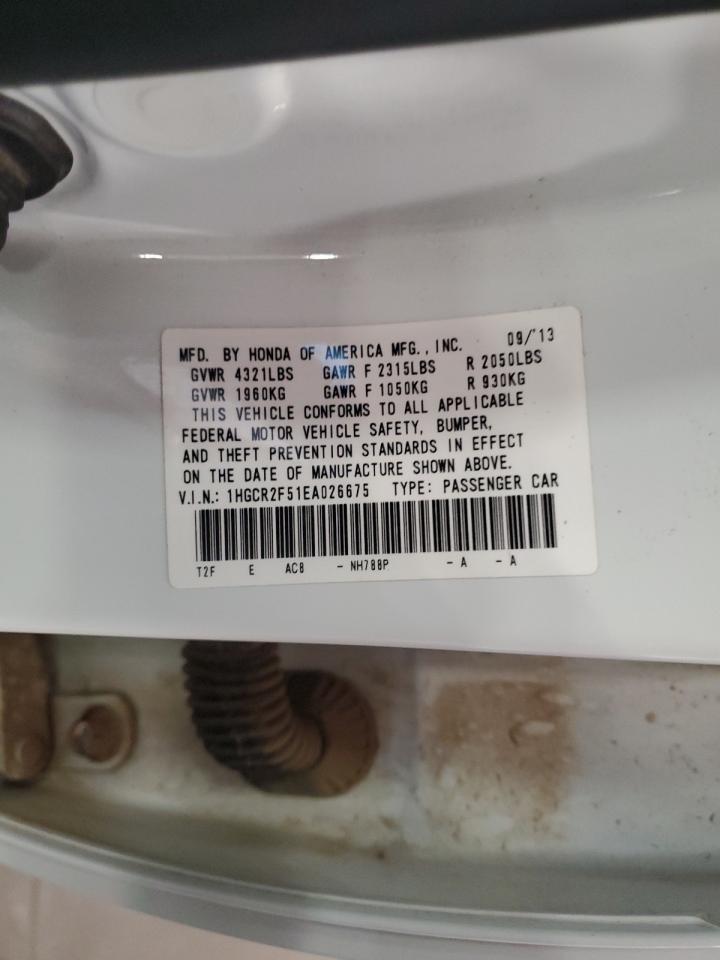 MFD. BY HONDA OF AMERICA MFG., INC. 09/'13
GVWR 4321LBS GAWR F 2315LBS R 2050LBS
GVWR 1960KG GAWR F 1050KG R 930KG
THIS VEHICLE CONFORMS TO ALL APPLICABLE
FEDERAL MOTOR VEHICLE SAFETY, BUMPER,
AND THEFT PREVENTION STANDARDS IN EFFECT
ON THE DATE OF MANUFACTURE SHOWN ABOVE.
V.I.N.: 1HGCR2F51EA026675 TYPE: PASSENGER CAR
T2F E AC8 - NH788P - A - A